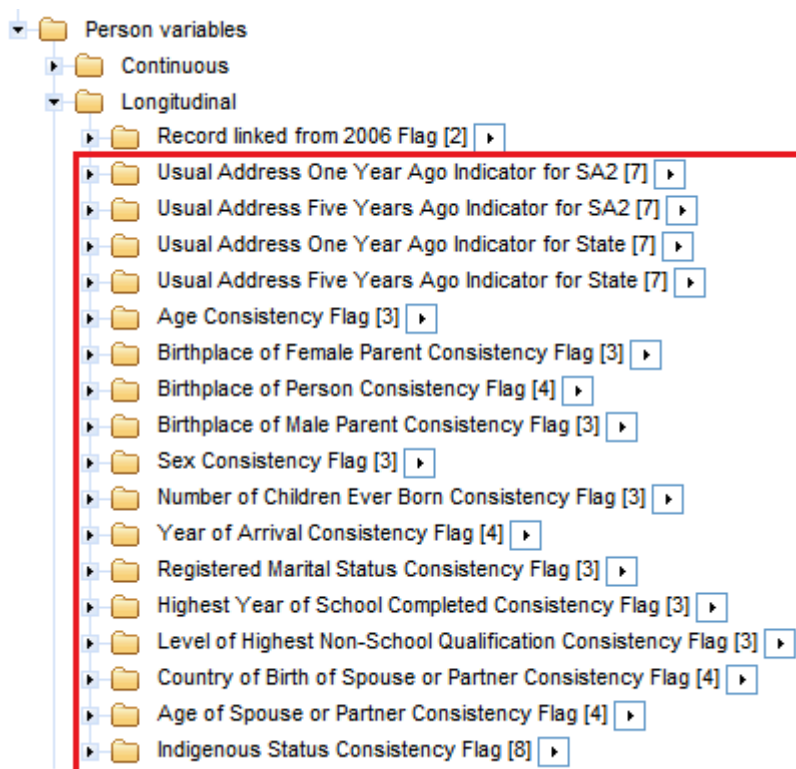 Person variables
Continuous
Longitudinal
Record linked from 2006 Flag [2]
Usual Address One Year Ago Indicator for SA2 [7]
Usual Address Five Years Ago Indicator for SA2 [7]
Usual Address One Year Ago Indicator for State [7]
Usual Address Five Years Ago Indicator for State [7]
Age Consistency Flag [3]
Birthplace of Female Parent Consistency Flag [3]
Birthplace of Person Consistency Flag [4]
Birthplace of Male Parent Consistency Flag [3]
Sex Consistency Flag [3]
Number of Children Ever Born Consistency Flag [3]
Year of Arrival Consistency Flag [4]
Registered Marital Status Consistency Flag [3]
Highest Year of School Completed Consistency Flag [3]
Level of Highest Non-School Qualification Consistency Flag [3]
Country of Birth of Spouse or Partner Consistency Flag [4]
Age of Spouse or Partner Consistency Flag [4]
Indigenous Status Consistency Flag [8]